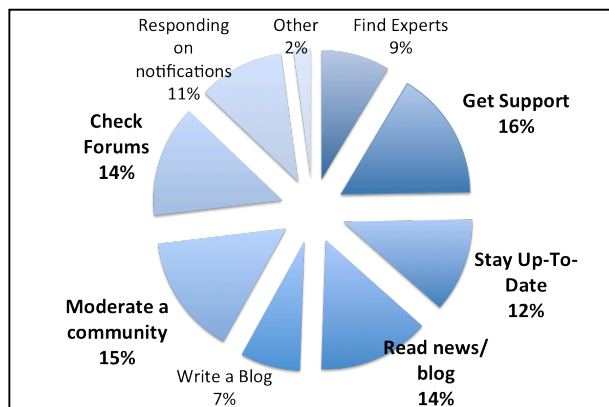 Find Experts
9%
Get Support
16%
Stay Up-To-
Date
12%
Read news/
blog
14%
Write a Blog
7%
Moderate a
community
15%
Check
Forums
14%
Responding
on
notifications
11%
Other
2%